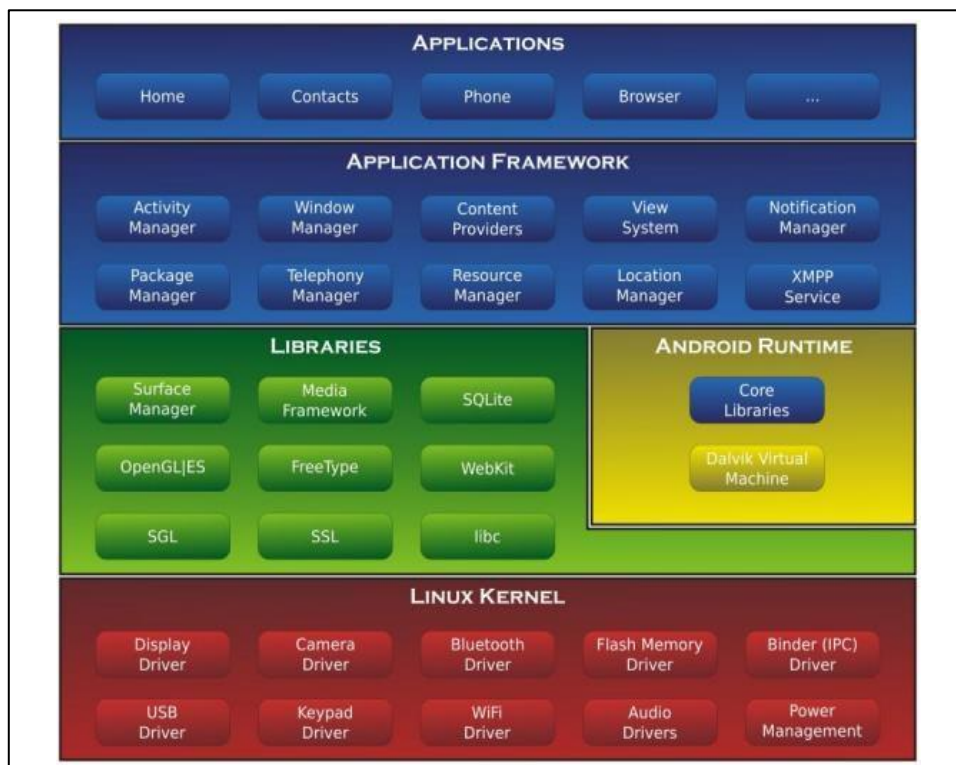 APPLICATIONS
Home Contacts Phone Browser ...
APPLICATION FRAMEWORK
Activity Manager Window Manager Content Providers View System Notification Manager
Package Manager Telephony Manager Resource Manager Location Manager XMPP Service
LIBRARIES
Surface Manager Media Framework SQLite
OpenGL|ES FreeType WebKit
SGL SSL libc
ANDROID RUNTIME
Core Libraries
Dalvik Virtual Machine
LINUX KERNEL
Display Driver Camera Driver Bluetooth Driver Flash Memory Driver Binder (IPC) Driver
USB Driver Keypad Driver WiFi Driver Audio Drivers Power Management